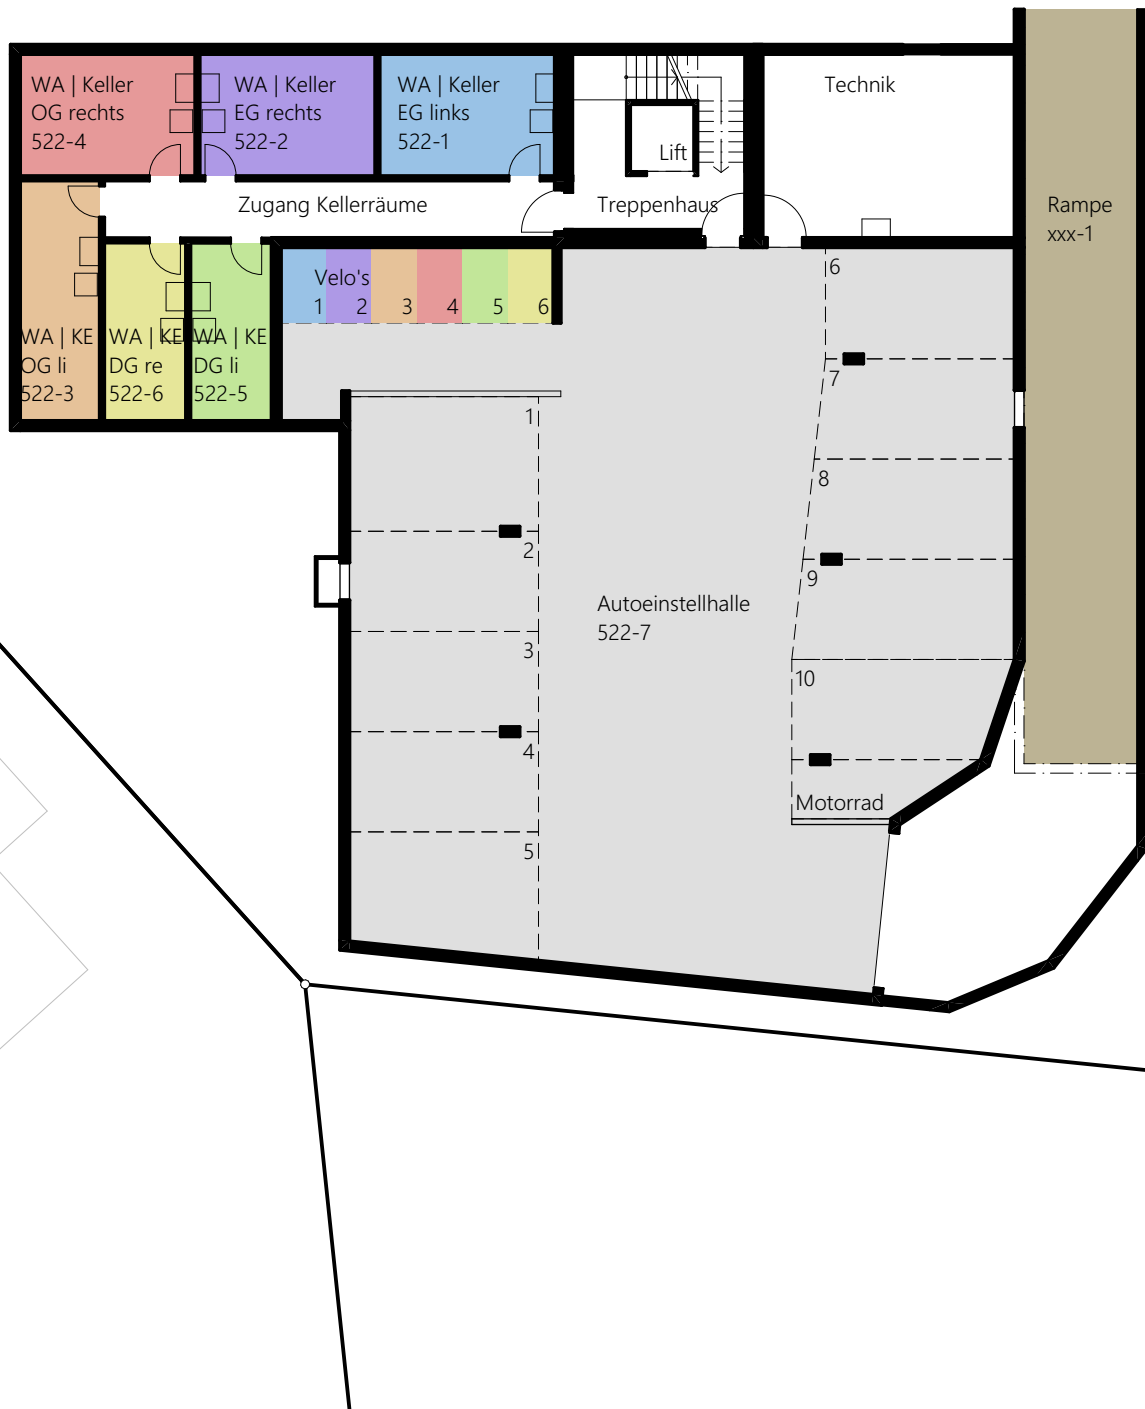 WA | Keller
OG rechts
522-4
WA | Keller
EG rechts
522-2
WA | Keller
EG links
522-1
Lift
Technik
Zugang Kellerräume
Treppenhaus
Rampe
xxx-1
Velo's
1 2 3 4 5 6
WA | KE
OG li
522-3
WA | KE
DG re
522-6
WA | KE
DG li
522-5
1
2
3
4
5
6
7
8
9
10
Autoeinstellhalle
522-7
Motorrad